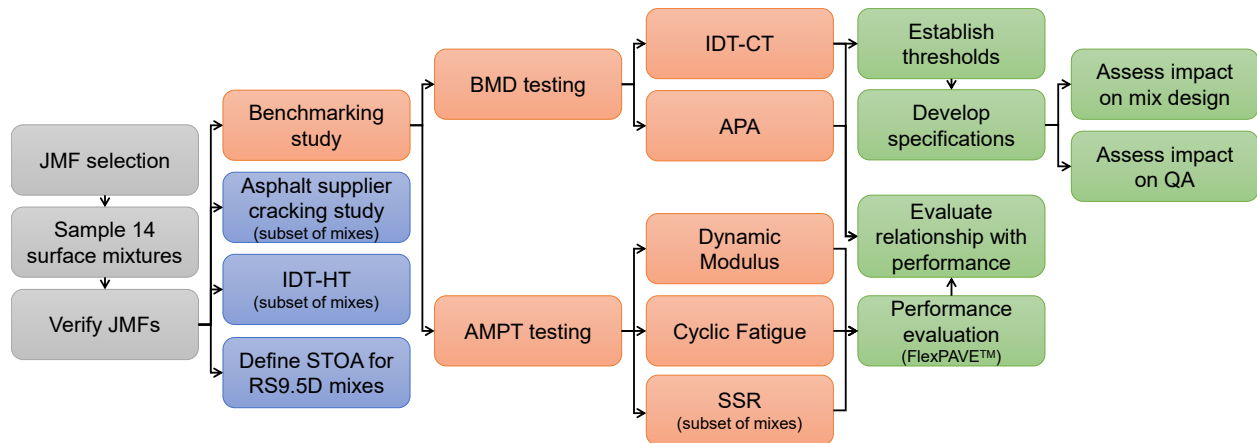 JMF selection
Sample 14
surface mixtures
Verify JMFs
Benchmarking
study
Asphalt supplier
cracking study
(subset of mixes)
IDT-HT
(subset of mixes)
Define STOA for
RS9.5D mixes
BMD testing
AMPT testing
IDT-CT
APA
Dynamic
Modulus
Cyclic Fatigue
SSR
(subset of mixes)
Establish
thresholds
Develop
specifications
Evaluate
relationship with
performance
Performance
evaluation
(FlexPAVE™)
Assess impact
on mix design
Assess impact
on QA